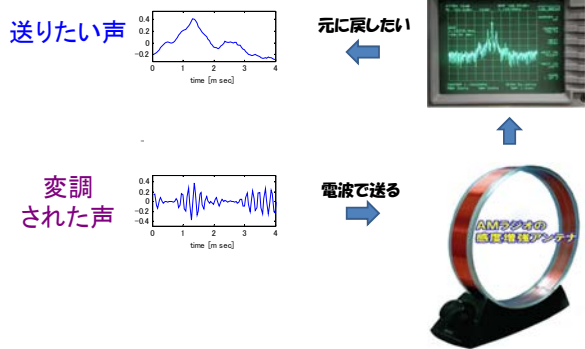 送りたい声
0.4
0.2
0
-0.2
0 1 2 3 4
time [m sec]
元に戻したい
変調
された声
0.4
0.2
0
-0.2
-0.4
0 1 2 3 4
time [m sec]
電波で送る
AMラジオの
感度増強アンテナ